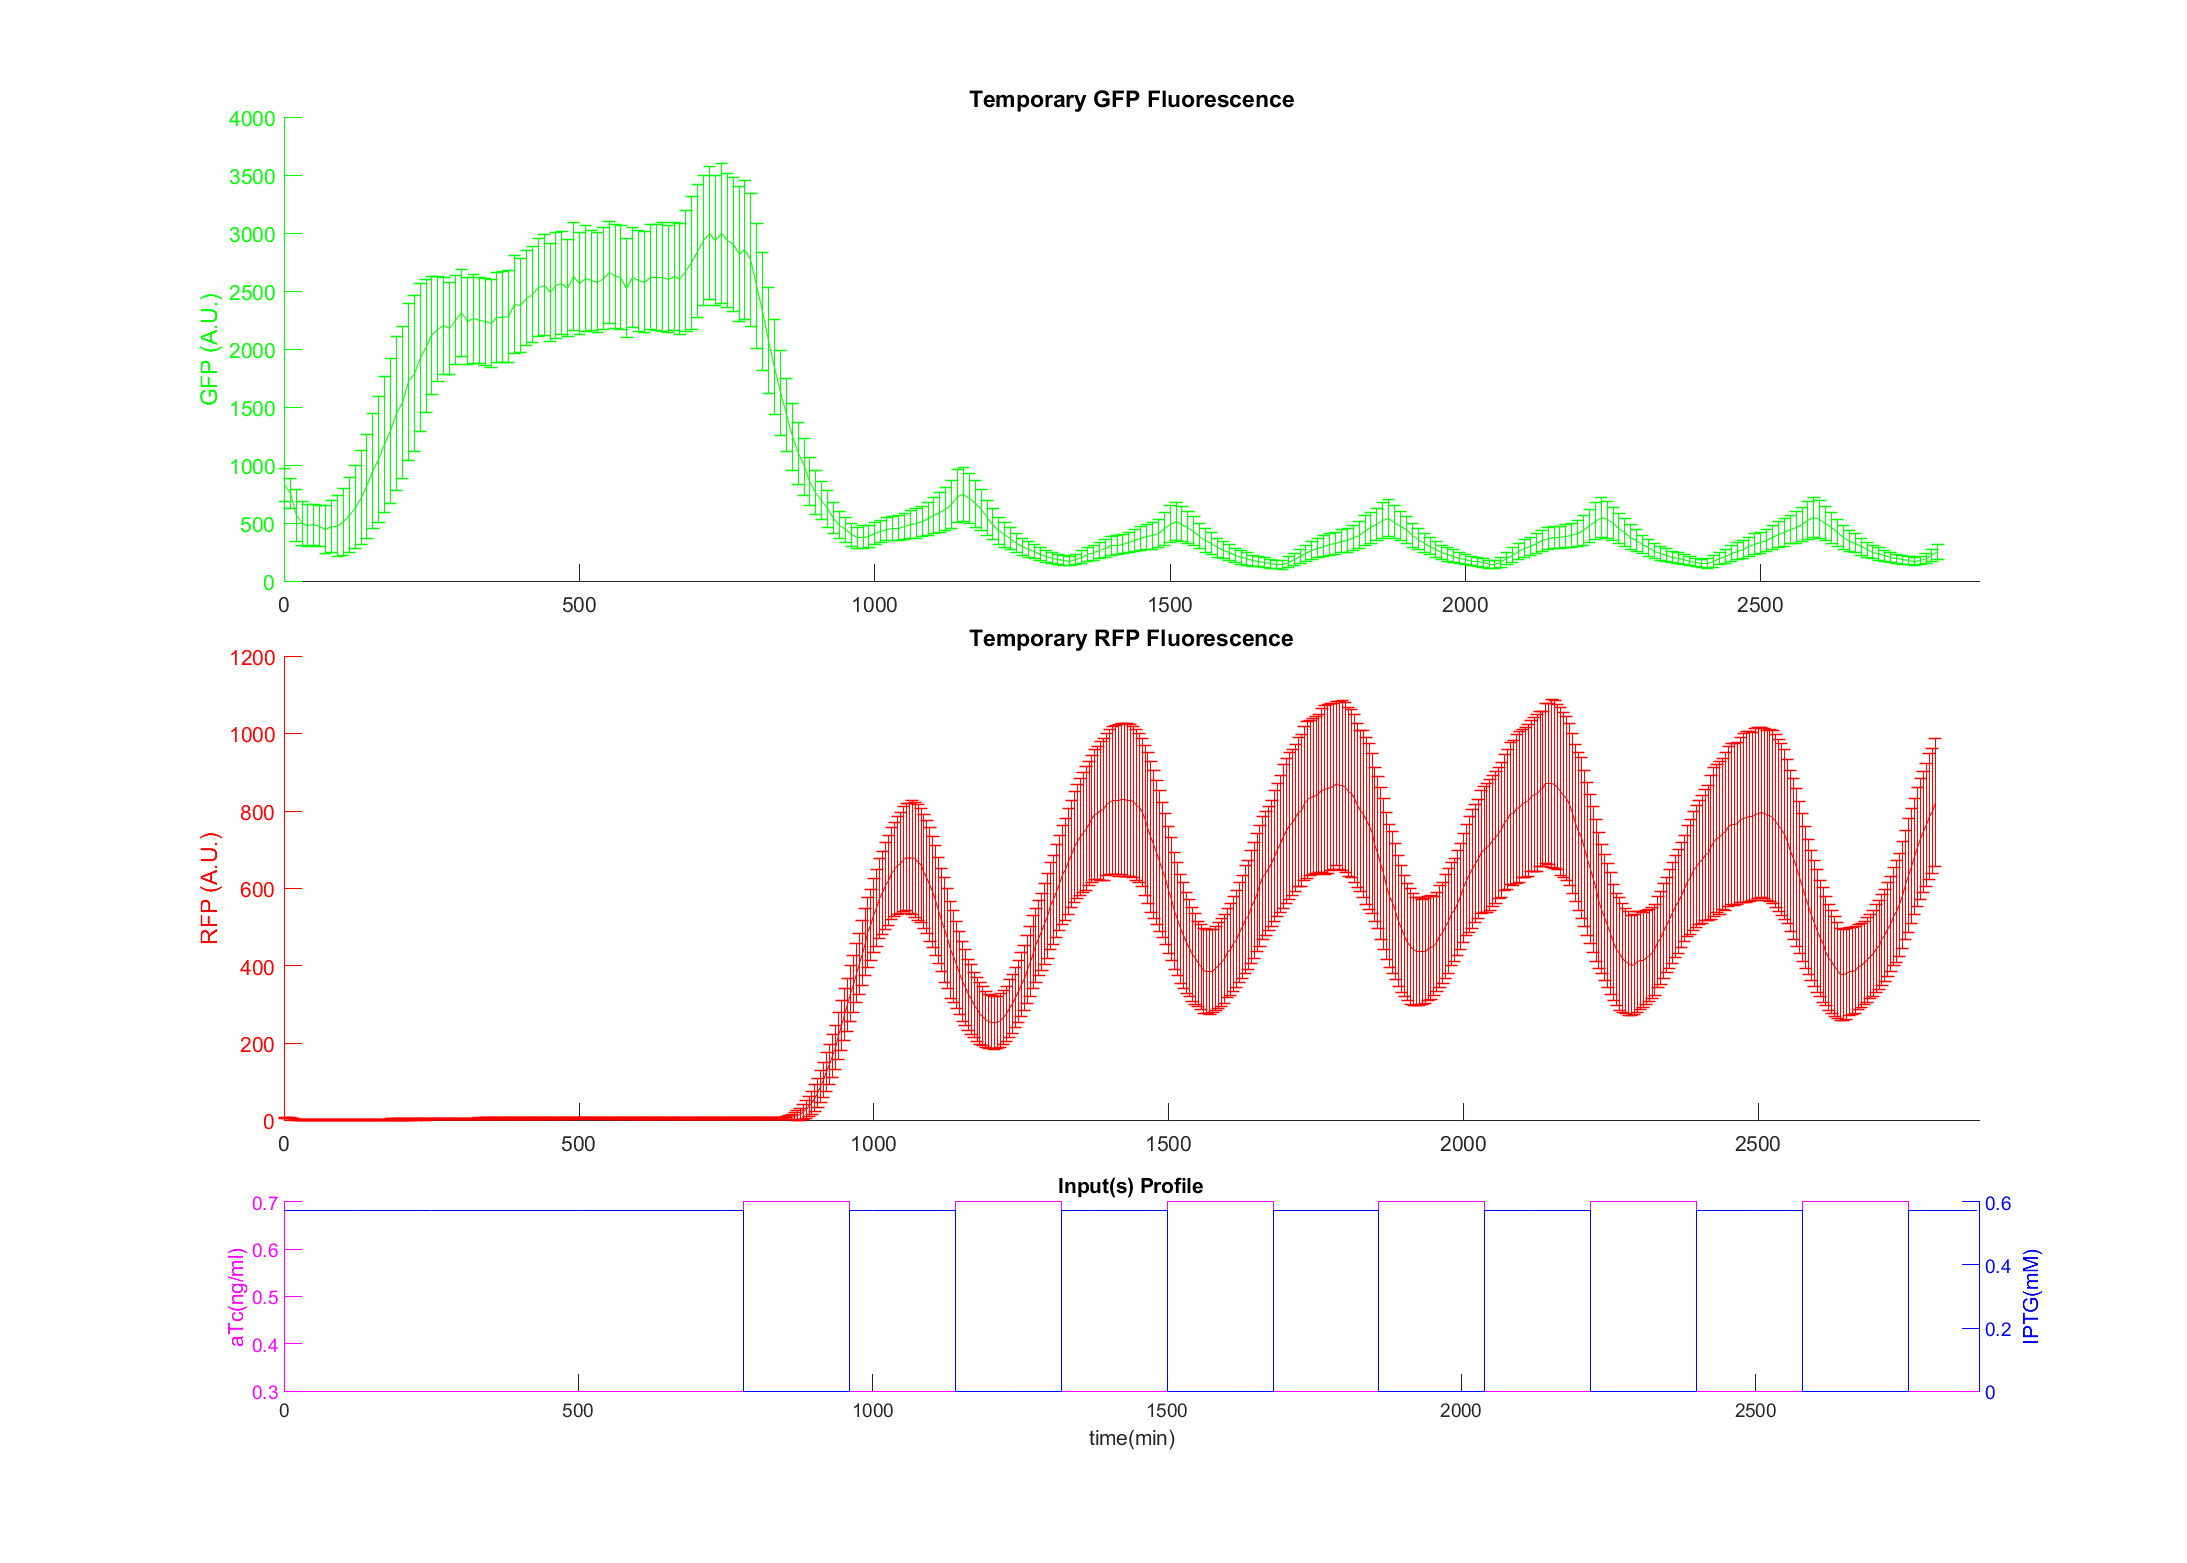 Temporary GFP Fluorescence
4000
3500
3000
2500
2000
1500
1000
500
0
GFP (A.U.)
0 500 1000 1500 2000 2500
Temporary RFP Fluorescence
1200
1000
800
600
400
200
0
RFP (A.U.)
0 500 1000 1500 2000 2500
Input(s) Profile
0.7
0.6
0.5
0.4
0.3
aTc(ng/ml)
0.6
0.4
0.2
0
IPTG(mM)
0 500 1000 1500 2000 2500
time(min)